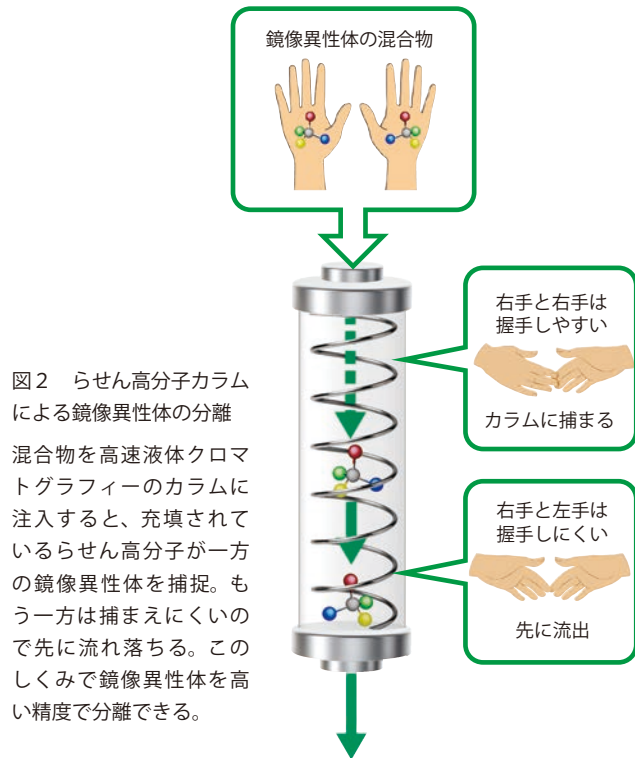 鏡像異性体の混合物
右手と右手は
握手しやすい
カラムに捕まる
右手と左手は
握手しにくい
先に流出
図2 らせん高分子カラム
による鏡像異性体の分離
混合物を高速液体クロマ
トグラフィーのカラムに
注入すると、充填されて
いるらせん高分子が一方
の鏡像異性体を捕捉。も
う一方は捕まえにくいの
で先に流れ落ちる。この
しくみで鏡像異性体を高
い精度で分離できる。